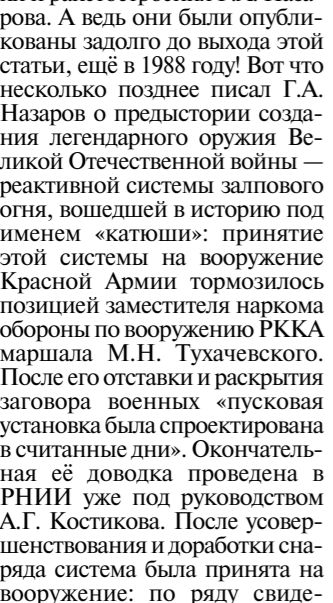 рова. А ведь они были опубли-
кованы задолго до выхода этой
статьи, ещё в 1988 году! Вот что
несколько позднее писал Г.А.
Назаров о предыстории созда-
ния легендарного оружия Ве-
ликой Отечественной войны —
реактивной системы залпового
огня, вошедшей в историю под
именем «катюши»: принятие
этой системы на вооружение
Красной Армии тормозилось
позицией заместителя наркома
обороны по вооружению РККА
маршала М.Н. Тухачевского.
После его отставки и раскрытия
заговора военных «пусковая
установка была спроектирована
в считанные дни». Окончатель-
ная её доводка проведена в
РНИИ уже под руководством
А.Г. Костикова. После усовер-
шенствования и доработки сна-
ряда система была принята на
вооружение: по ряду свиде-